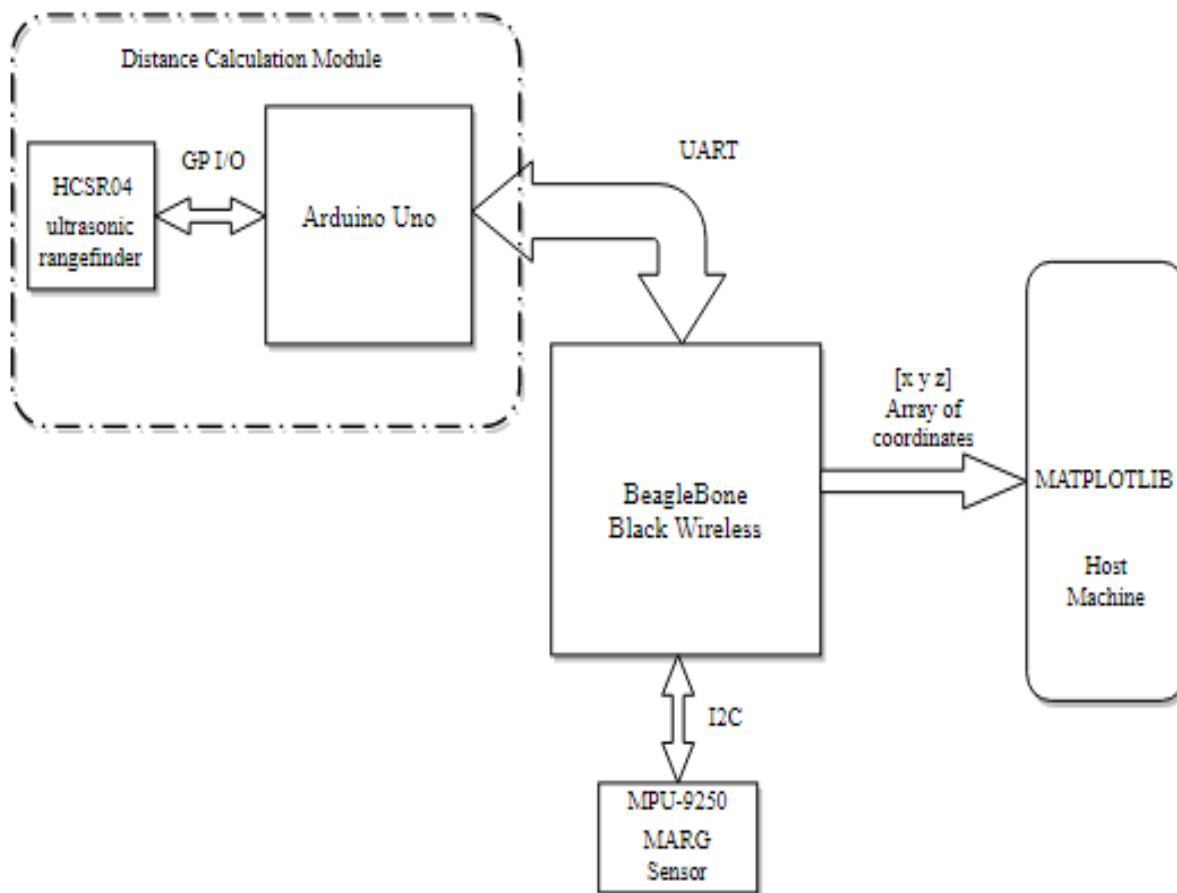 Distance Calculation Module
HCSR04
ultrasonic
rangefinder
GP I/O
Arduino Uno
UART
BeagleBone
Black Wireless
[x y z]
Array of
coordinates
MATPLOTLIB
Host
Machine
I2C
MPU-9250
MARG
Sensor